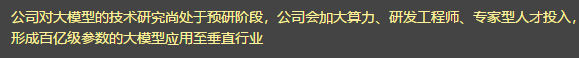 公司对大模型的技术研究尚处于预研阶段，公司会加大算力、研发工程师、专家型人才投入，
形成百亿级参数的大模型应用至垂直行业